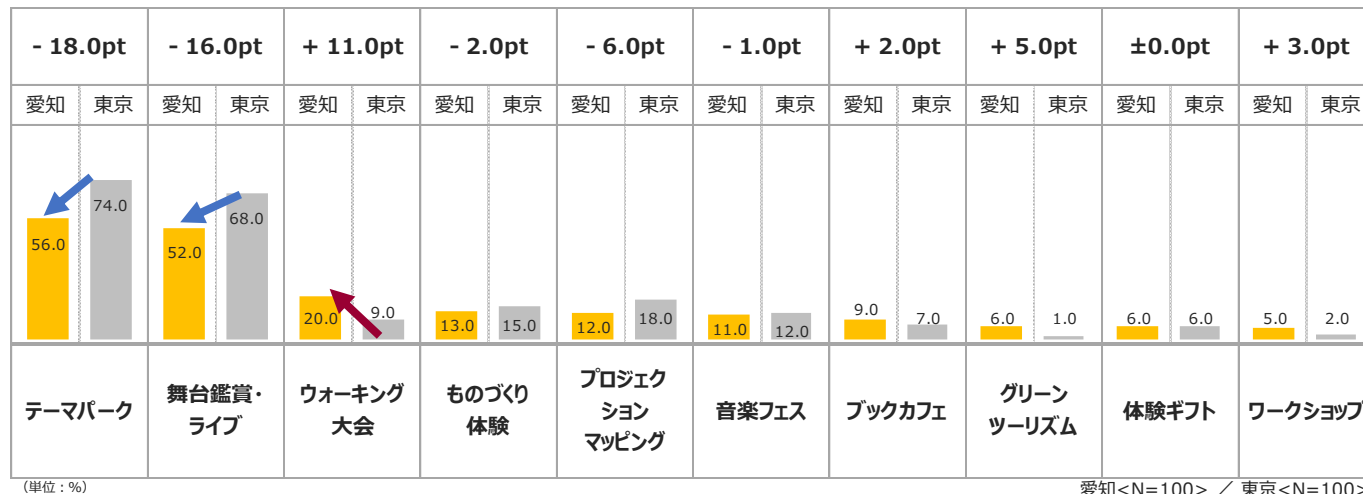 - 18.0pt - 16.0pt + 11.0pt - 2.0pt - 6.0pt - 1.0pt + 2.0pt + 5.0pt ±0.0pt + 3.0pt
愛知 東京 愛知 東京 愛知 東京 愛知 東京 愛知 東京 愛知 東京 愛知 東京 愛知 東京 愛知 東京 愛知 東京
56.0 74.0 52.0 68.0 20.0 9.0 13.0 15.0 12.0 18.0 11.0 12.0 9.0 7.0 6.0 1.0 6.0 6.0 5.0 2.0
テーマパーク
舞台鑑賞・
ライブ
ウォーキング
大会
ものづくり
体験
プロジェク
ション
マッピング
音楽フェス
ブックカフェ
グリーン
ツーリズム
体験ギフト
ワークショップ
(単位:%)
愛知<N=100> / 東京<N=100>